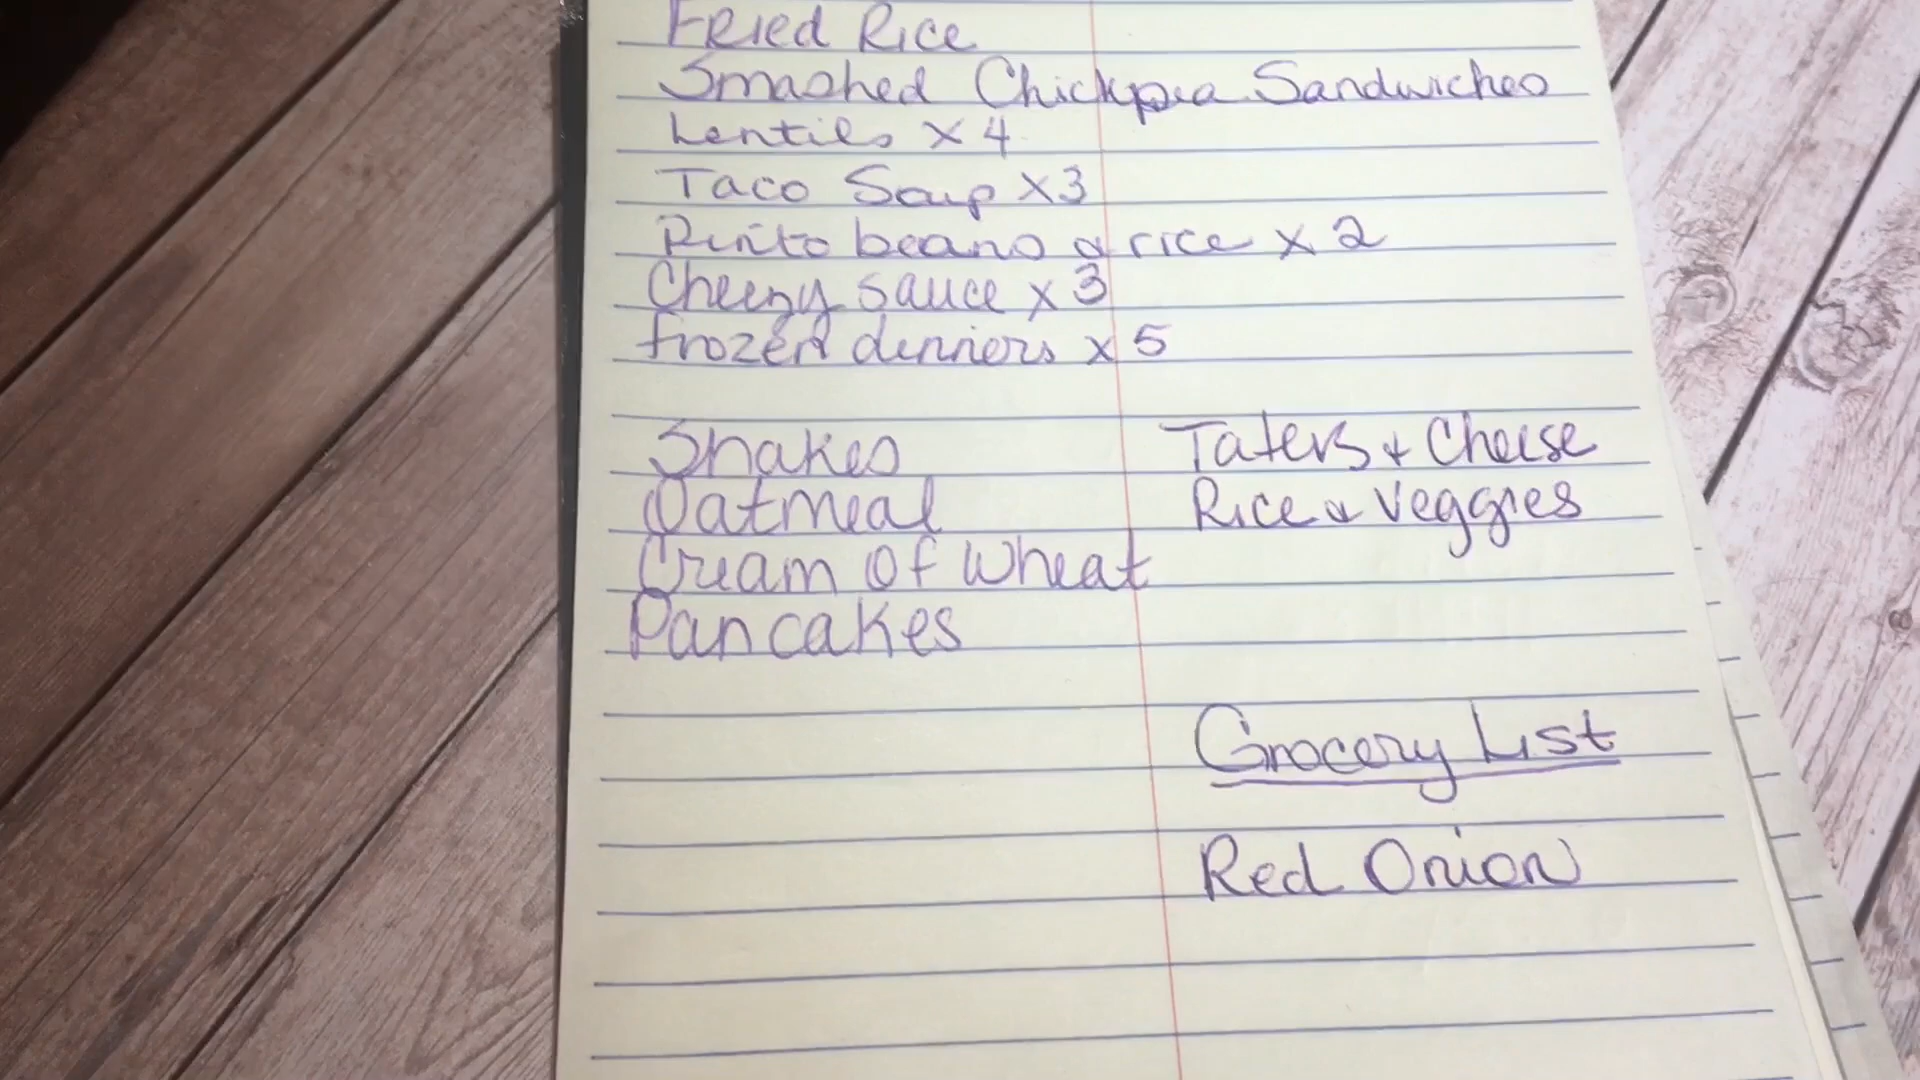 Fried Rice
Smashed Chickpea Sandwiches
Lentils x 4
Taco Soup x3
Pinto beans & rice x 2
Cheezy sauce x 3
frozen dinners x 5
Shakes
Oatmeal
Cream Of Wheat
Pancakes
Taters & Cheese
Rice & Veggies
Grocery List
Red Onion